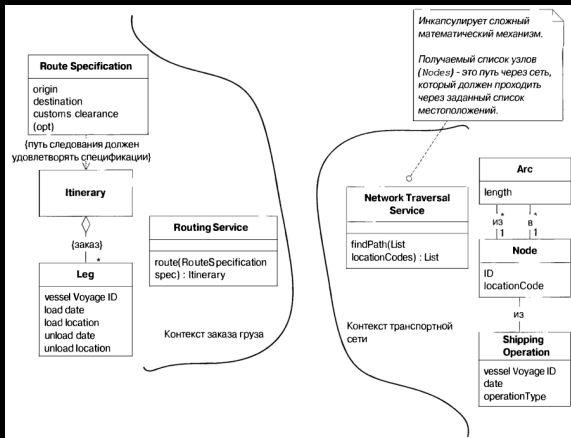 Инкапсулирует сложный
математический механизм.
Получаемый список узлов
(Nodes) - это путь через сеть,
который должен проходить
через заданный список
местоположений.
Route Specification
origin
destination
customs clearance
(opt)
{путь следования должен
удовлетворять спецификации}
Itinerary
{заказ}
*
Leg
vessel Voyage ID
load date
load location
unload date
unload location
Routing Service
route(RouteSpecification
spec) : Itinerary
Контекст заказа груза
Network Traversal
Service
findPath(List
locationCodes) : List
Контекст транспортной
сети
Arc
length
* *
из в
1 1
Node
ID
locationCode
из
Shipping
Operation
vessel Voyage ID
date
operationType